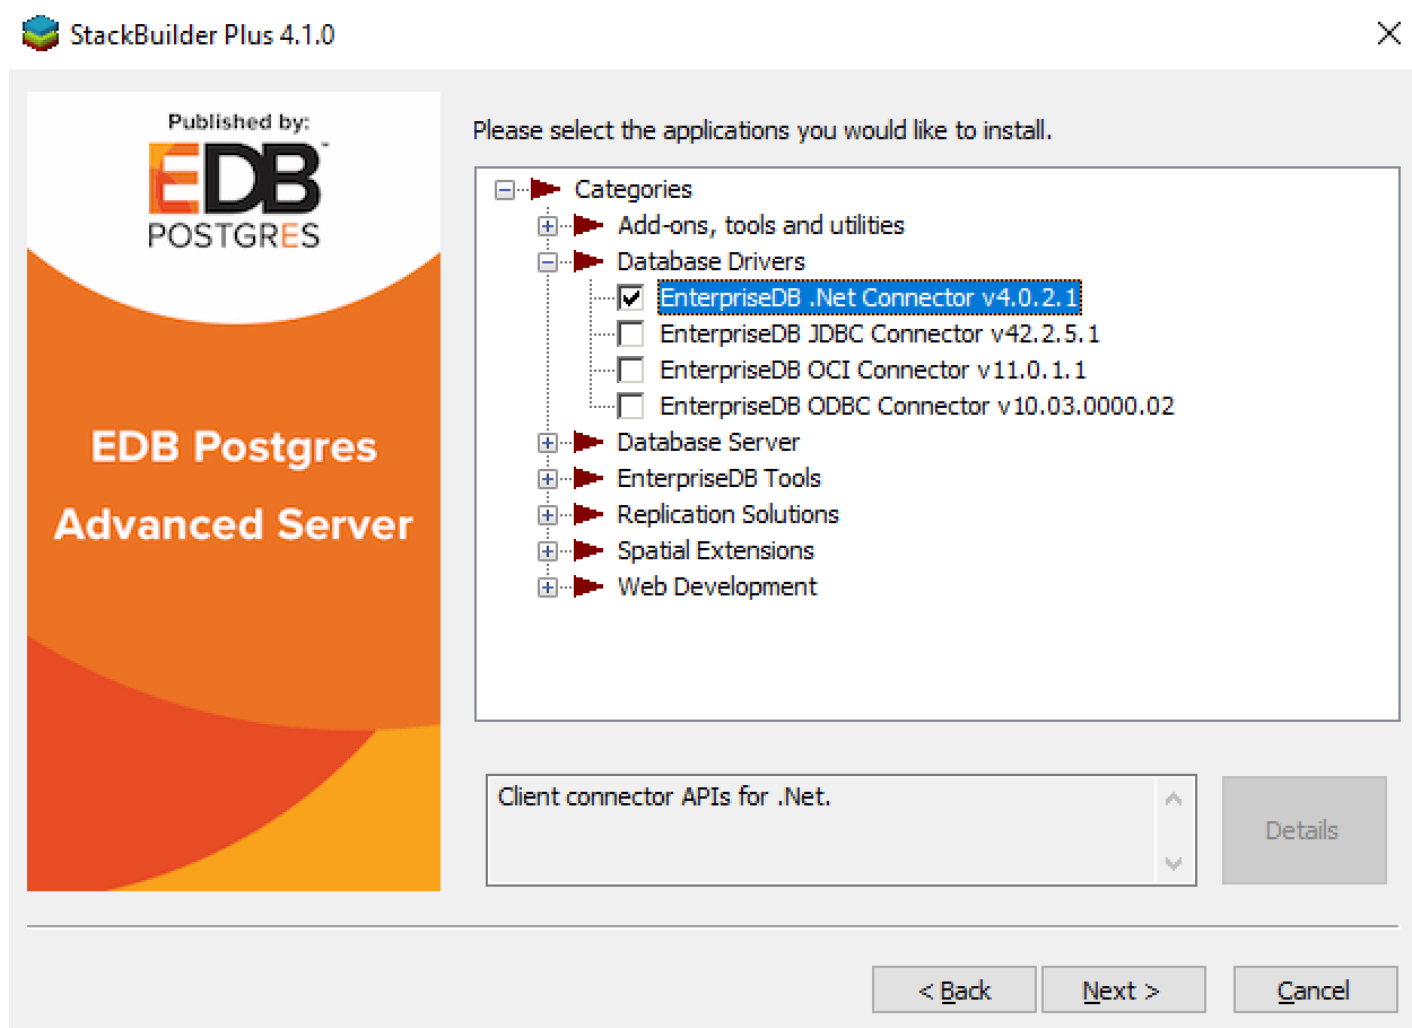 StackBuilder Plus 4.1.0
Published by:
EDB™
POSTGRES
EDB Postgres
Advanced Server
Please select the applications you would like to install.
Categories
Add-ons, tools and utilities
Database Drivers
EnterpriseDB .Net Connector v4.0.2.1
EnterpriseDB JDBC Connector v42.2.5.1
EnterpriseDB OCI Connector v11.0.1.1
EnterpriseDB ODBC Connector v10.03.0000.02
Database Server
EnterpriseDB Tools
Replication Solutions
Spatial Extensions
Web Development
Client connector APIs for .Net.
Details
< Back
Next >
Cancel